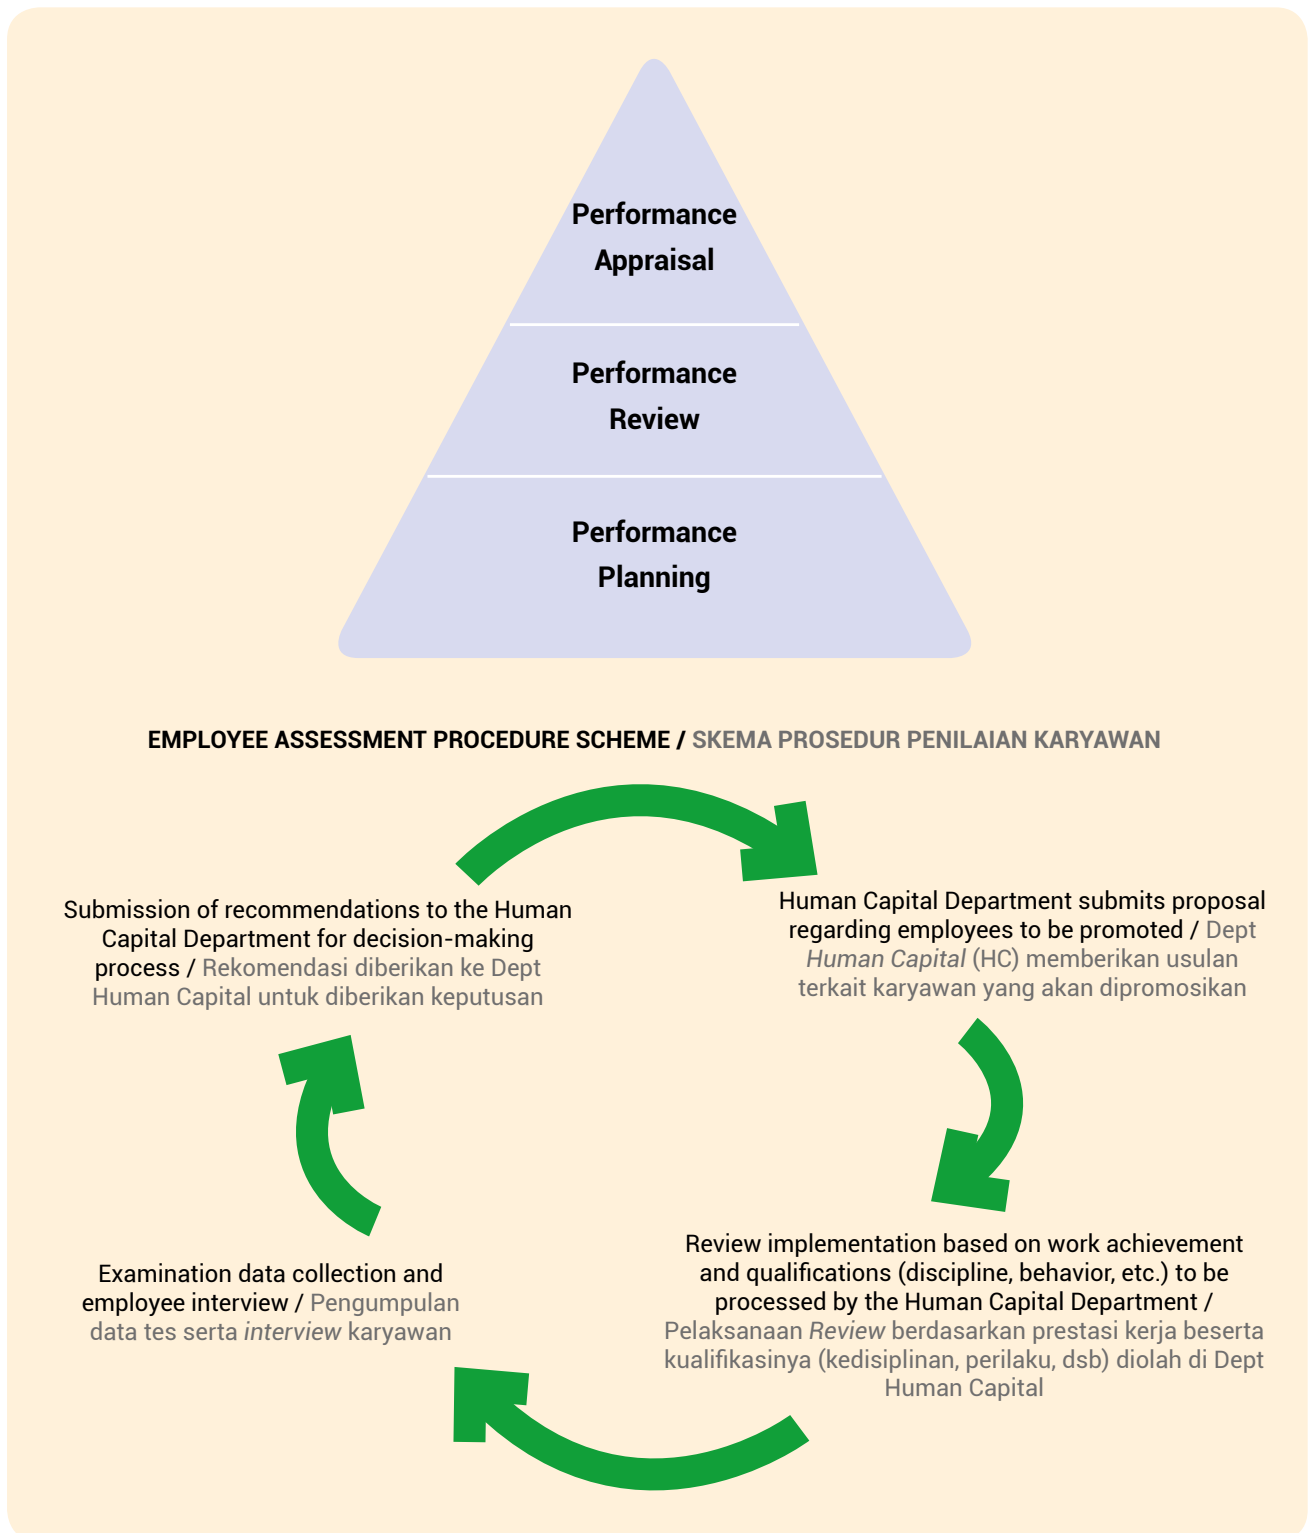 Performance
Appraisal
Performance
Review
Performance
Planning
EMPLOYEE ASSESSMENT PROCEDURE SCHEME / SKEMA PROSEDUR PENILAIAN KARYAWAN
Submission of recommendations to the Human
Capital Department for decision-making
process / Rekomendasi diberikan ke Dept
Human Capital untuk diberikan keputusan
Human Capital Department submits proposal
regarding employees to be promoted / Dept
Human Capital (HC) memberikan usulan
terkait karyawan yang akan dipromosikan
Examination data collection and
employee interview / Pengumpulan
data tes serta interview karyawan
Review implementation based on work achievement
and qualifications (discipline, behavior, etc.) to be
processed by the Human Capital Department /
Pelaksanaan Review berdasarkan prestasi kerja beserta
kualifikasinya (kedisiplinan, perilaku, dsb) diolah di Dept
Human Capital